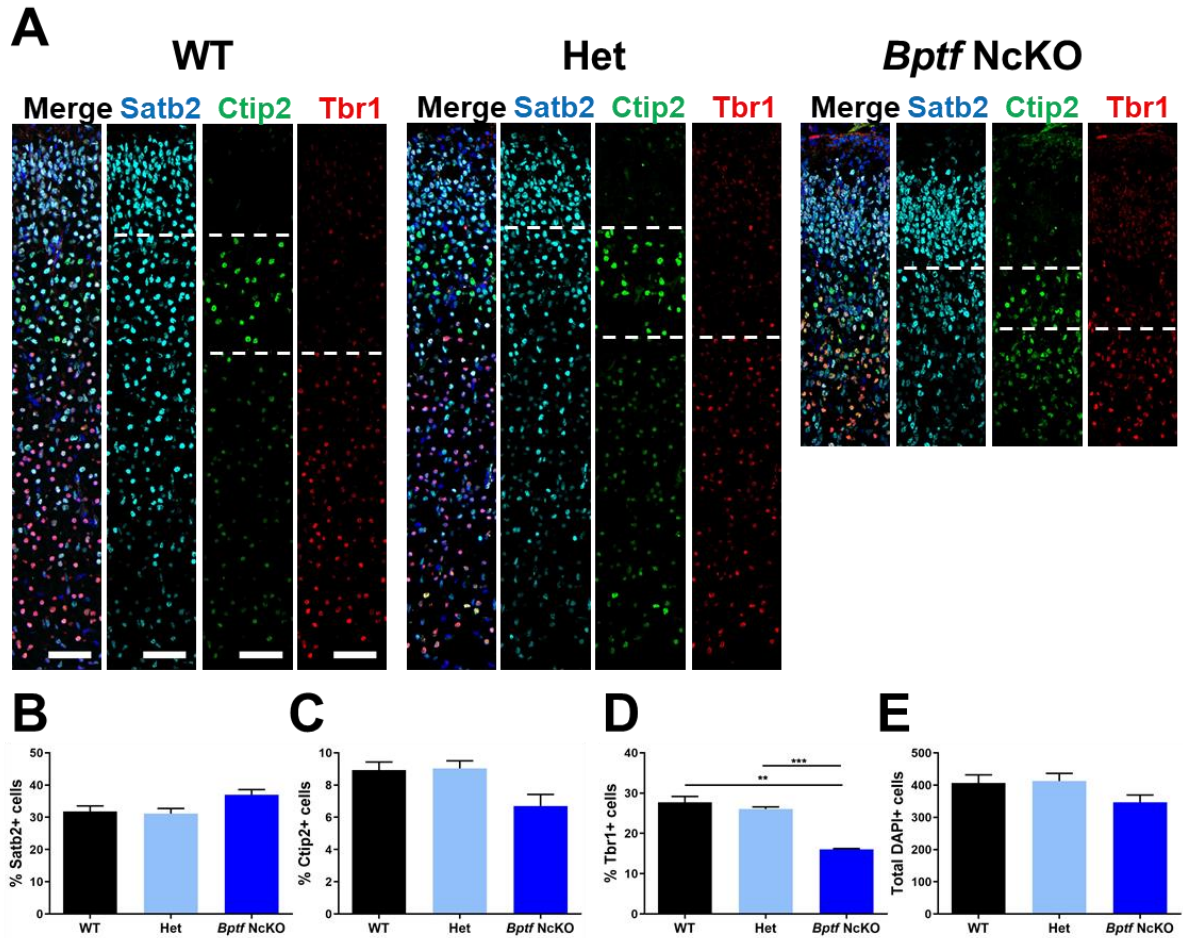 A
WT
Het
Bptf NcKO
Merge Satb2 Ctip2 Tbr1
Merge Satb2 Ctip2 Tbr1
Merge Satb2 Ctip2 Tbr1
B
% Satb2+ cells
50
40
30
20
10
0
WT Het Bptf NcKO
C
% Ctip2+ cells
10
8
6
4
2
0
WT Het Bptf NcKO
D
% Tbr1+ cells
40
30
20
10
0
***
**
WT Het Bptf NcKO
E
Total DAPI+ cells
500
400
300
200
100
0
WT Het Bptf NcKO